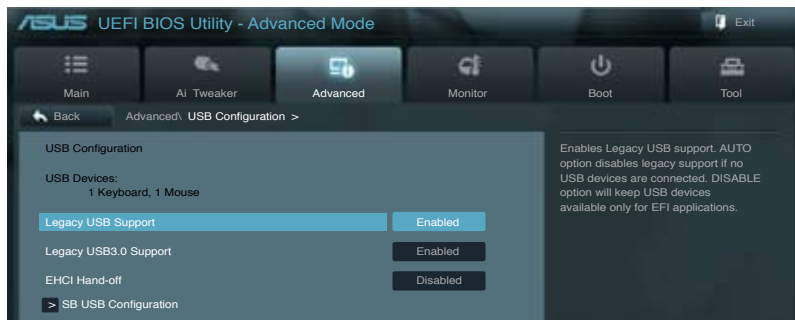 ASUS UEFI BIOS Utility - Advanced Mode
Exit
Main
Ai Tweaker
Advanced
Monitor
Boot
Tool
Back
Advanced\ USB Configuration >
USB Configuration
USB Devices:
1 Keyboard, 1 Mouse
Legacy USB Support
Enabled
Legacy USB3.0 Support
Enabled
EHCI Hand-off
Disabled
> SB USB Configuration
Enables Legacy USB support. AUTO
option disables legacy support if no
USB devices are connected. DISABLE
option will keep USB devices
available only for EFI applications.